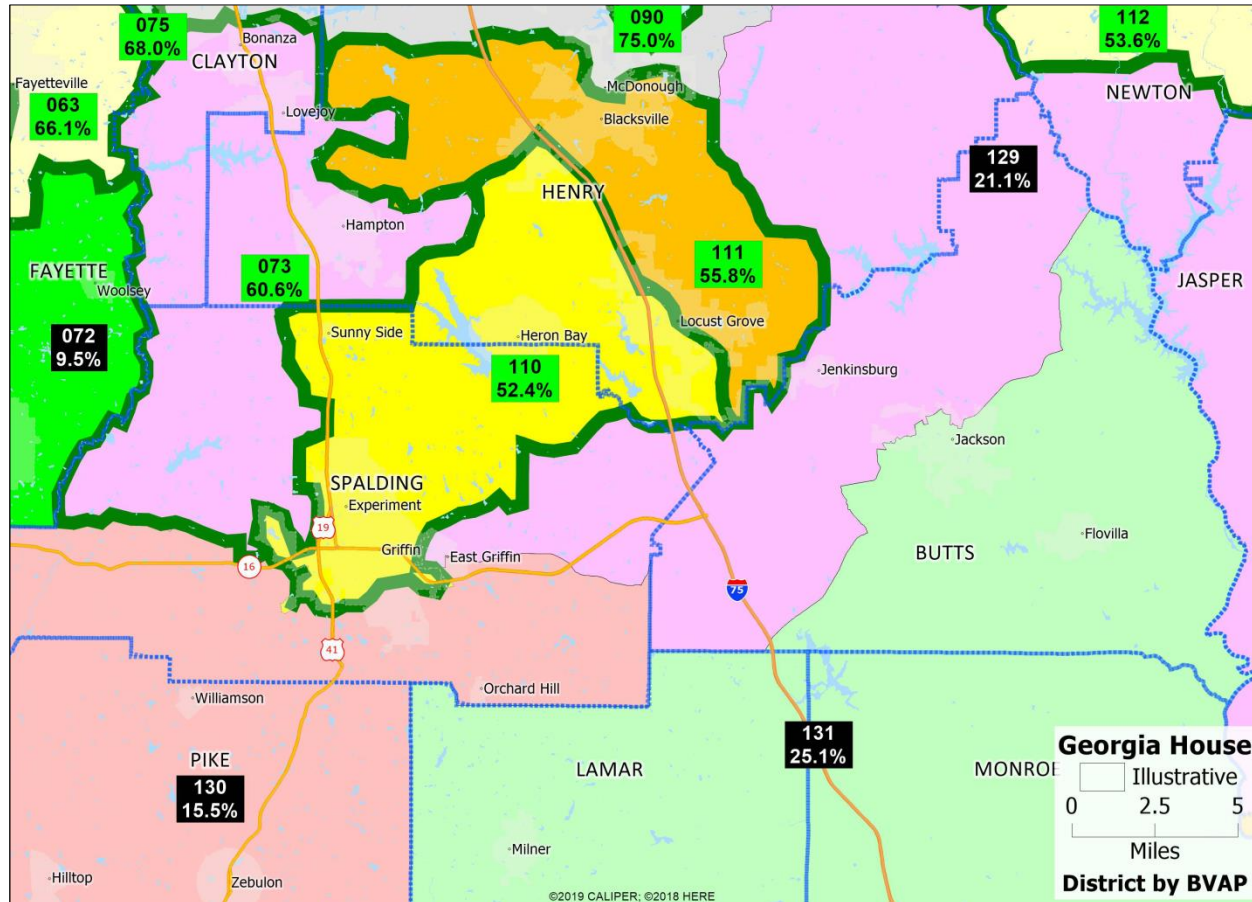 075
68.0%
Bonanza
CLAYTON
090
75.0%
112
53.6%
Fayetteville
063
66.1%
McDonough
Blacksville
NEWTON
Lovejoy
129
21.1%
HENRY
Hampton
FAYETTE
Woolsey
073
60.6%
111
55.8%
JASPER
072
9.5%
Sunny Side
Heron Bay
Locust Grove
110
52.4%
Jenkinsburg
Jackson
SPALDING
Experiment
19
Griffin
East Griffin
Flovilla
BUTTS
16
75
41
Williamson
Orchard Hill
PIKE
130
15.5%
LAMAR
131
25.1%
MONROE
Milner
Hilltop
Zebulon
Georgia House
Illustrative
0 2.5 5
Miles
District by BVAP
©2019 CALIPER; ©2018 HERE